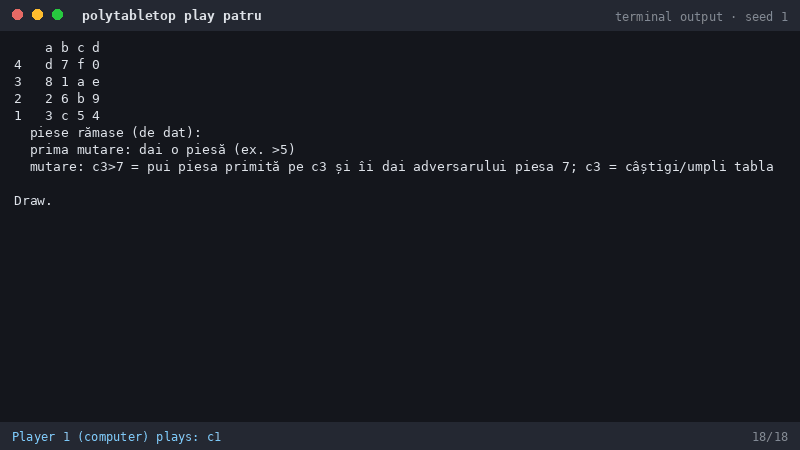 polytabletop play patru
terminal output · seed 1
a b c d
4 d 7 f 0
3 8 1 a e
2 2 6 b 9
1 3 c 5 4
piese rămase (de dat):
prima mutare: dai o piesă (ex. >5)
mutare: c3>7 = pui piesa primită pe c3 și îi dai adversarului piesa 7; c3 = câștigi/umpli tabla
Draw.
Player 1 (computer) plays: c1
18/18